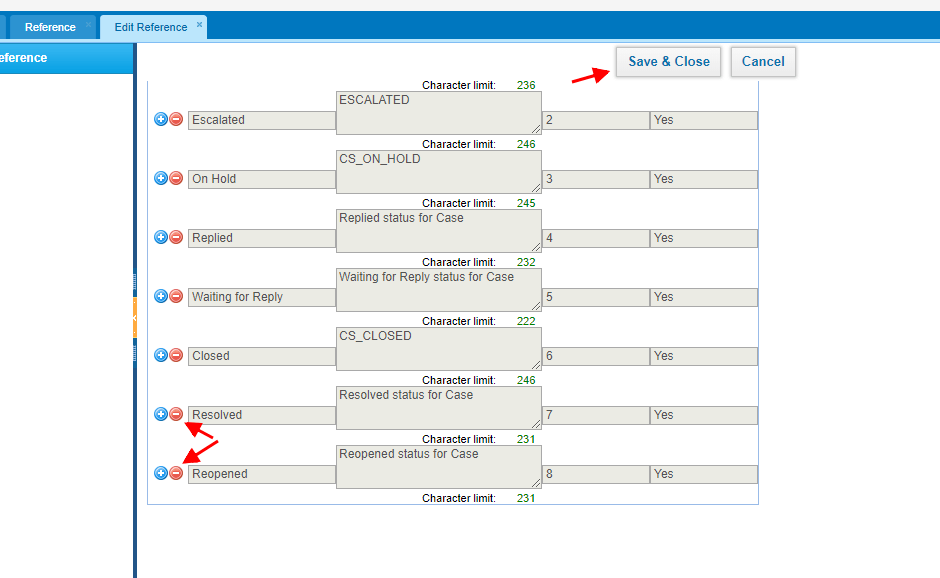 Reference
Edit Reference
eference
Save & Close
Cancel
Character limit: 236
Escalated
ESCALATED
2
Yes
Character limit: 246
On Hold
CS_ON_HOLD
3
Yes
Character limit: 245
Replied
Replied status for Case
4
Yes
Character limit: 232
Waiting for Reply
Waiting for Reply status for Case
5
Yes
Character limit: 222
Closed
CS_CLOSED
6
Yes
Character limit: 246
Resolved
Resolved status for Case
7
Yes
Character limit: 231
Reopened
Reopened status for Case
8
Yes
Character limit: 231